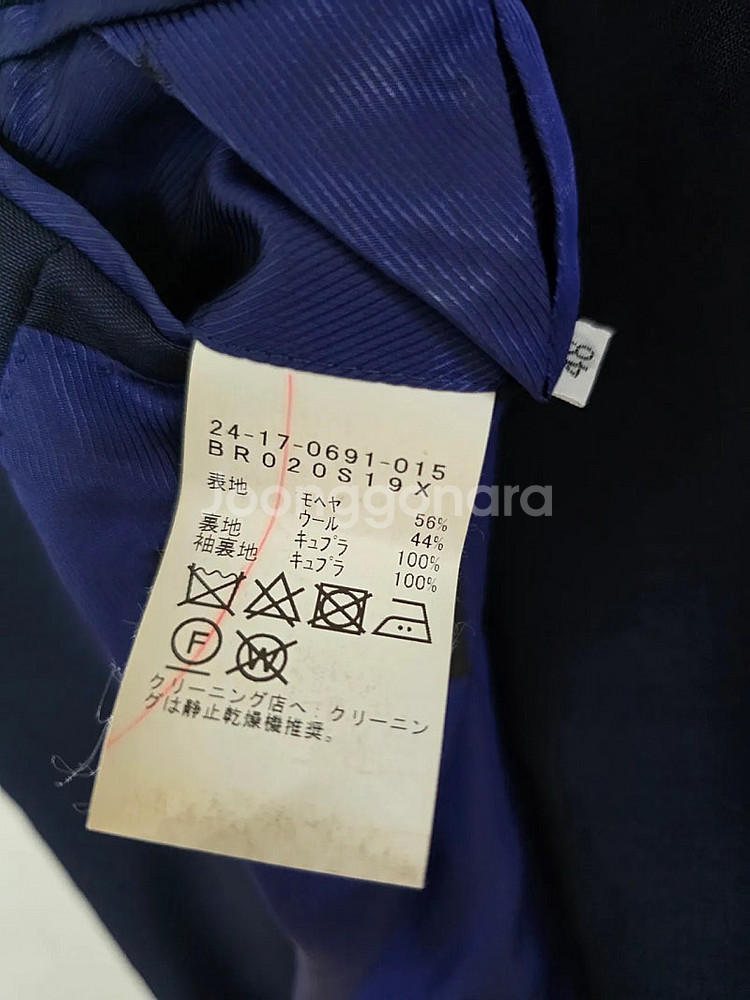 24-17-0691-015
BR020S19X
表地 モヘヤ 56%
ウール 44%
裏地 キュプラ 100%
袖裏地 キュプラ 100%
F
W
クリーニング店へ：クリーニン
グは静止乾燥機推奨。
Joonggonara